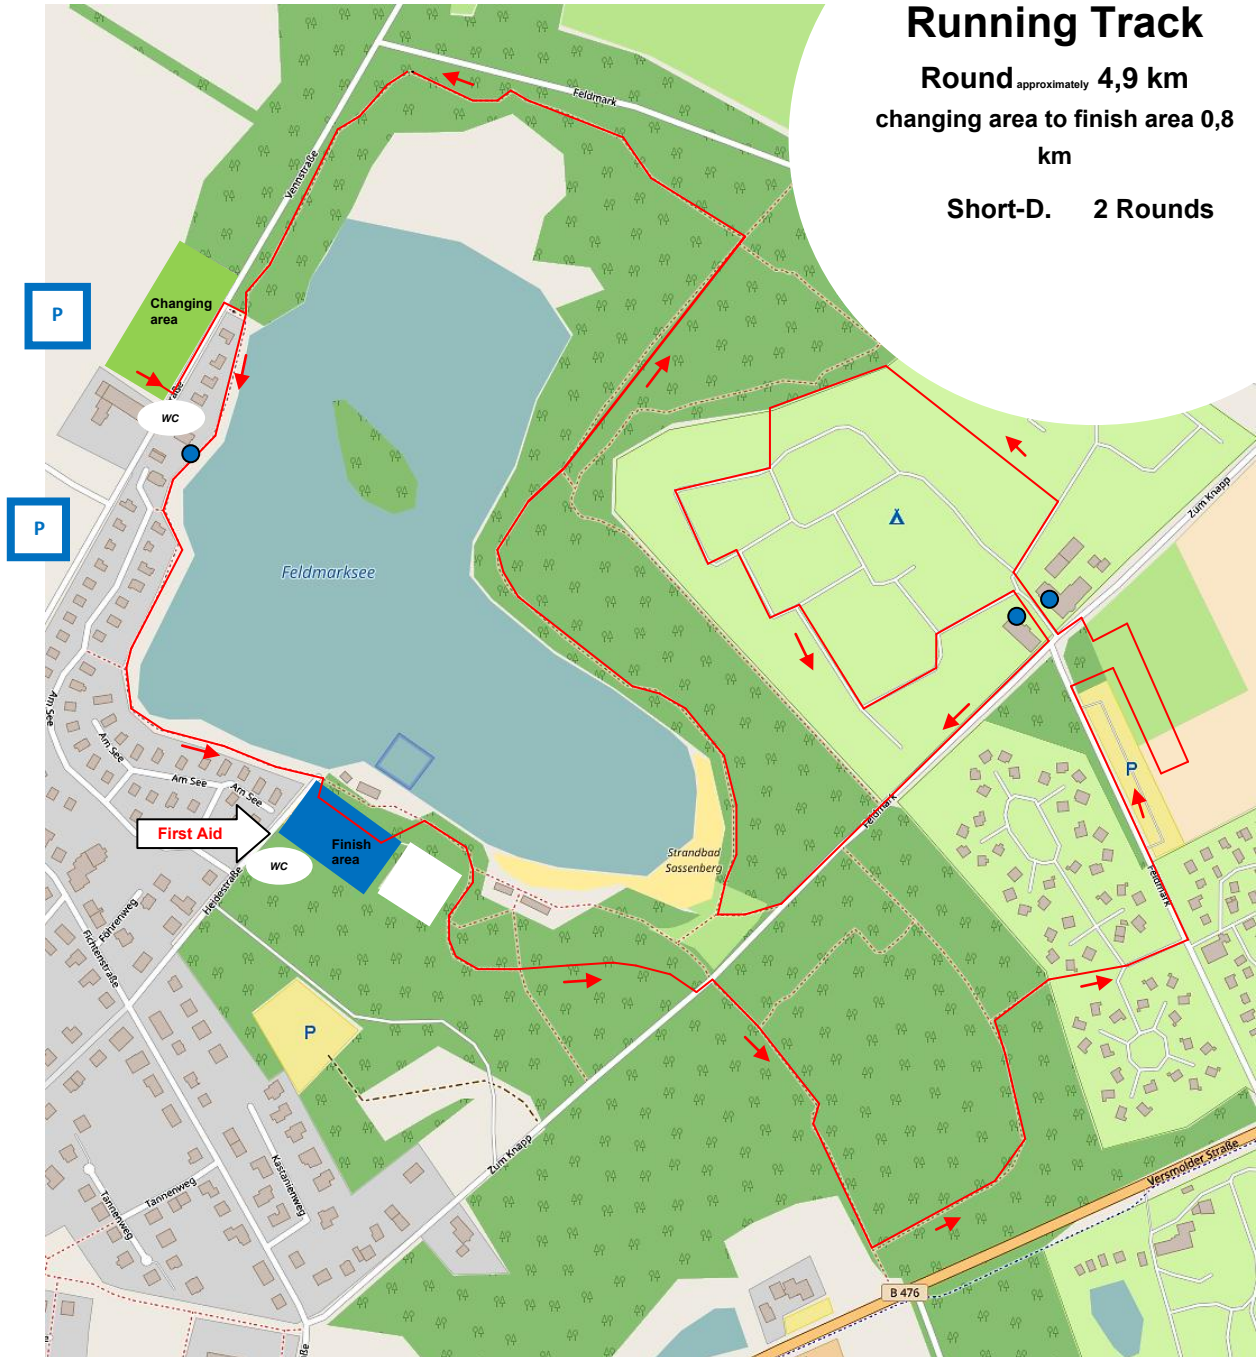 Running Track
Round approximately 4,9 km
changing area to finish area 0,8
km
Short-D. 2 Rounds
Feldmark
Vennstraße
P
Changing
area
raße
WC
P
Zum Knapp
Feldmarksee
Am See
Am See
Am See
Am See
P
Feldmark
First Aid
Finish
area
WC
Strandbad
Sassenberg
Feldmark
Heidestraße
Föhrenweg
Fichtenstraße
P
Zum Knapp
Versmolder Straße
Kastanienweg
Tannenweg
Tannenweg
B 476
ße
e